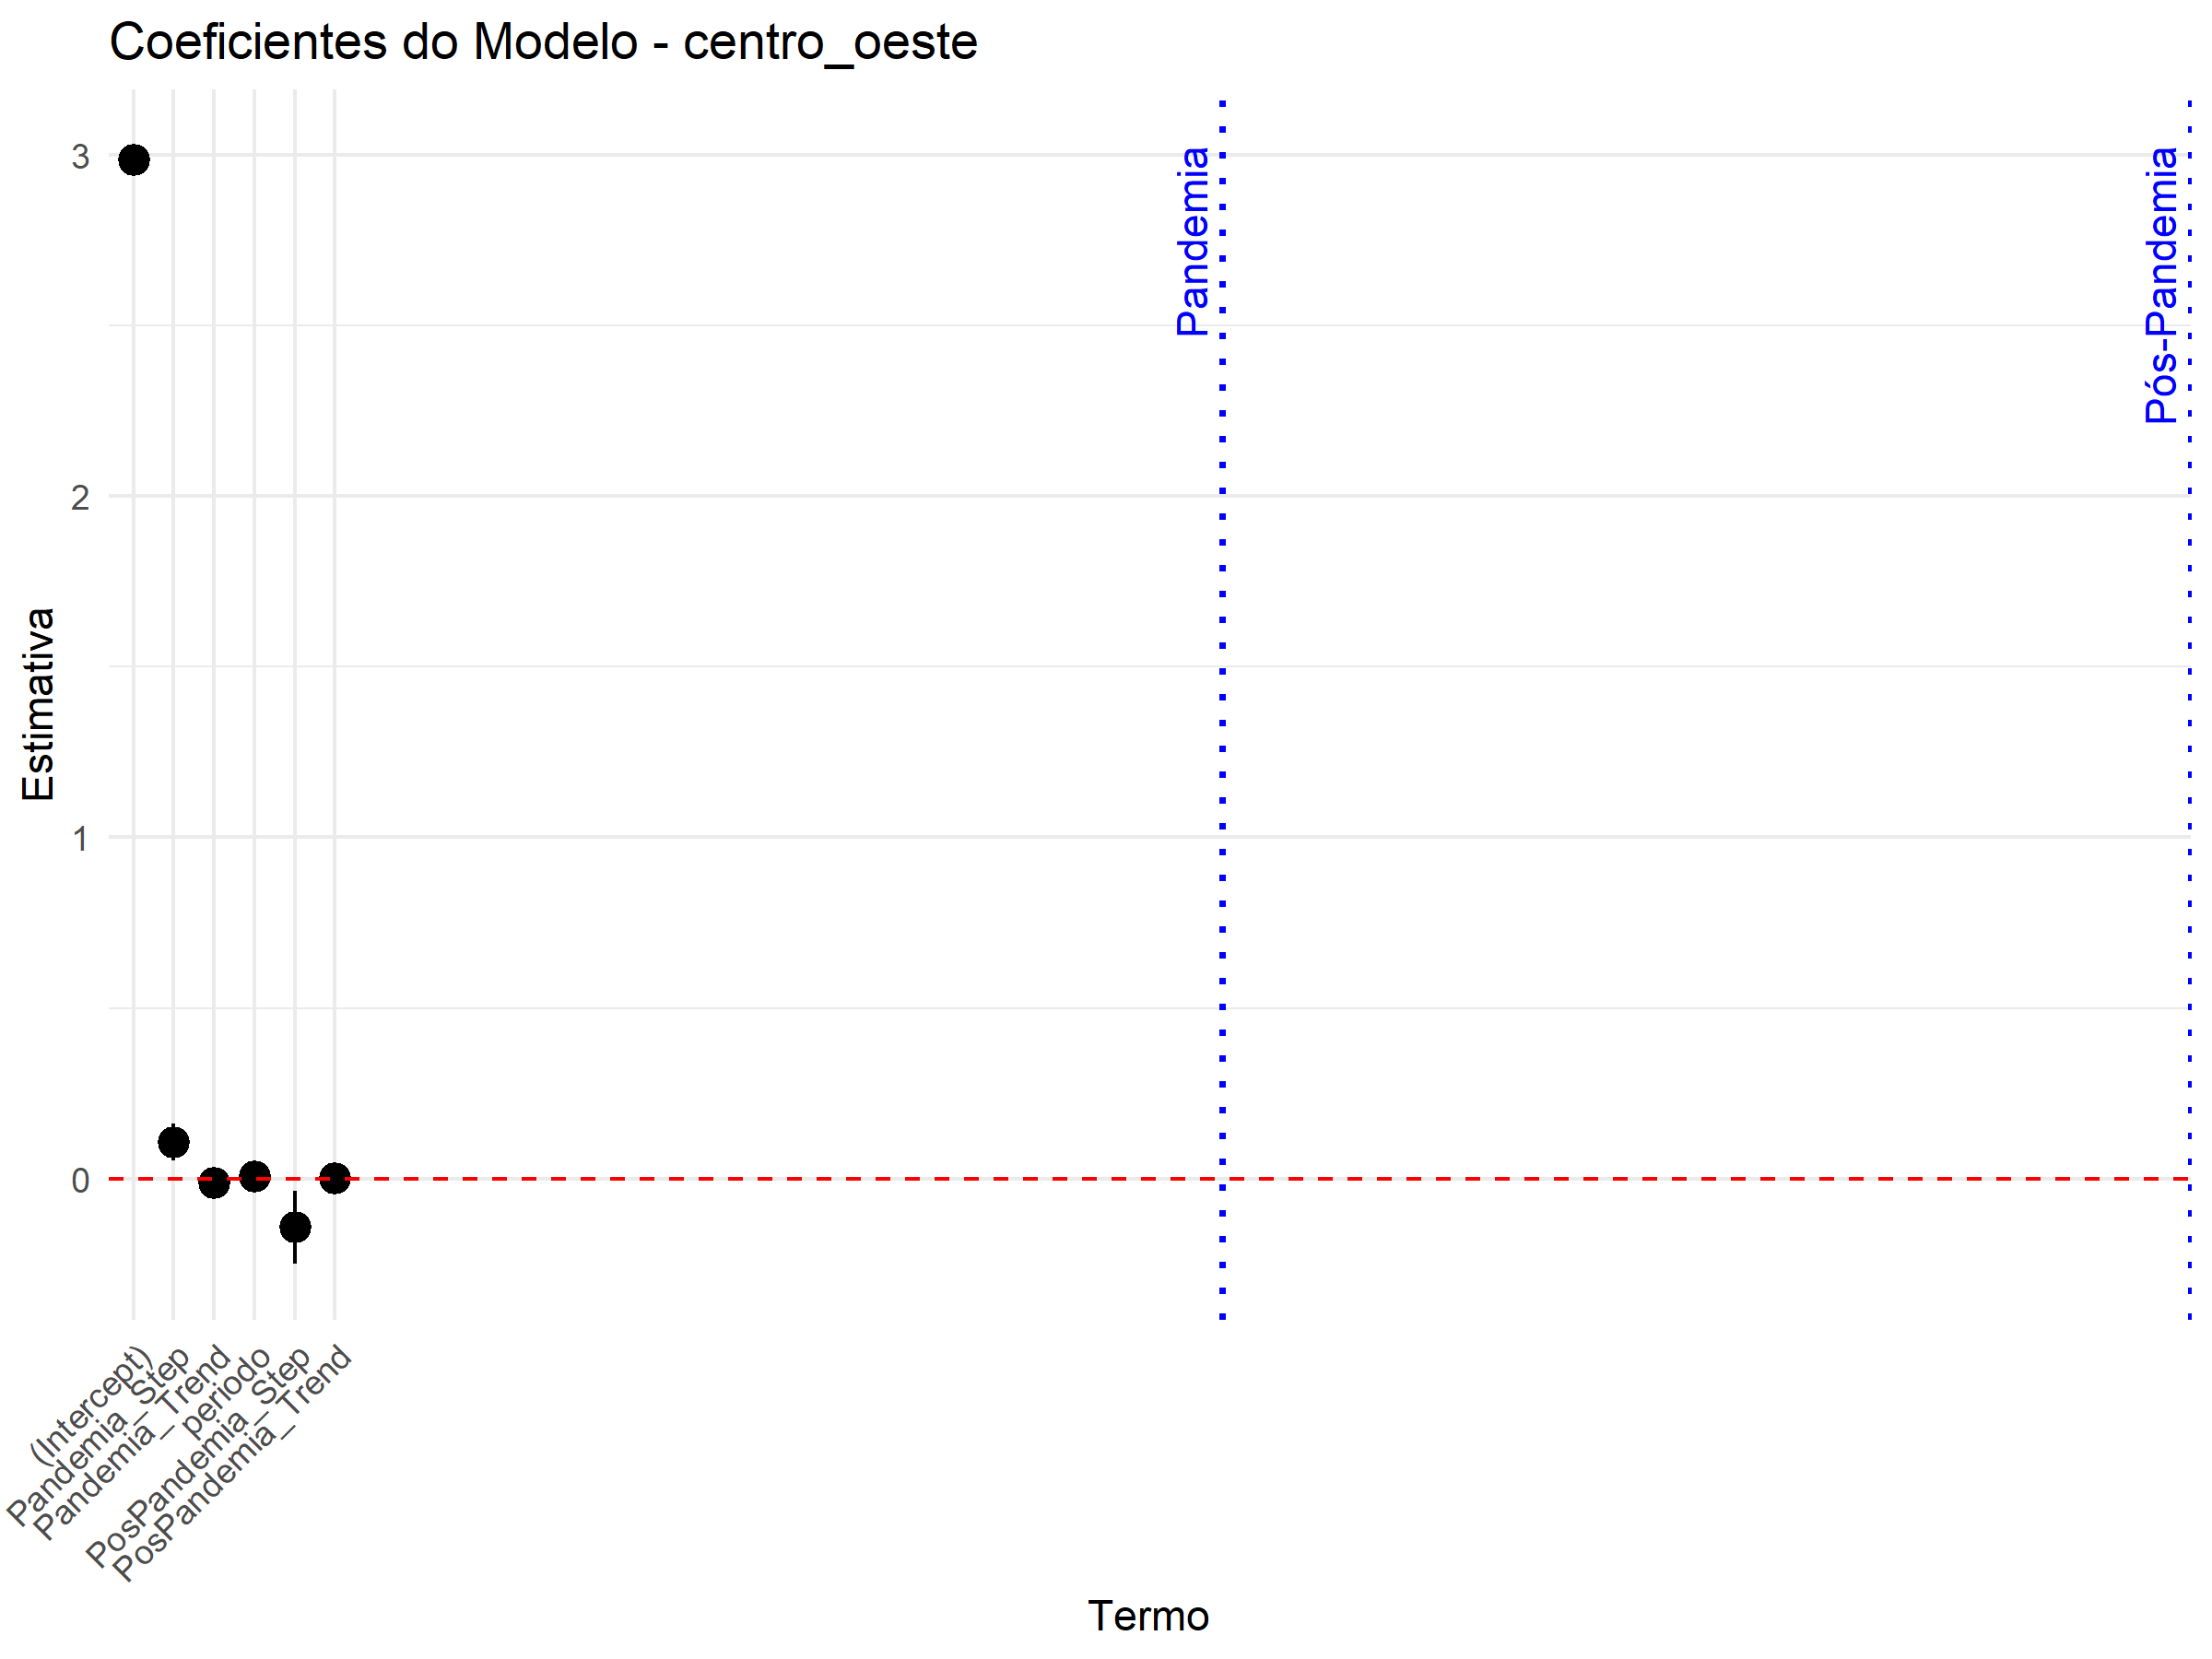 Coeficientes do Modelo - centro_oeste
Estimativa
3
2
1
0
Pandemia
Pós-Pandemia
(Intercept)
Pandemia_Step
Pandemia_Trend
periodo
PosPandemia_Step
PosPandemia_Trend
Termo